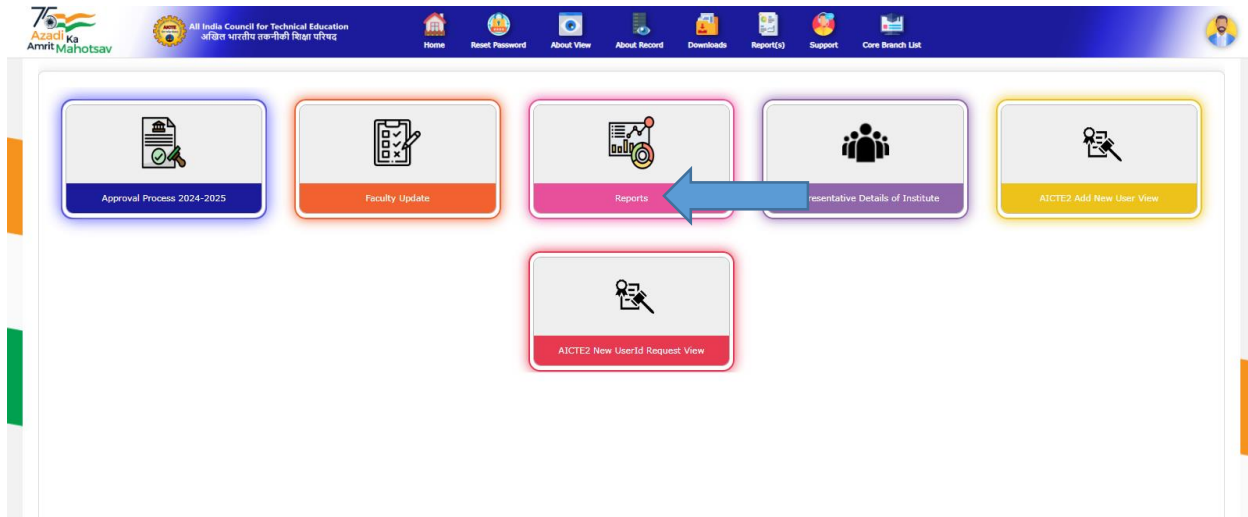 75
Azadi Ka
Amrit Mahotsav
All India Council for Technical Education
अखिल भारतीय तकनीकी शिक्षा परिषद
Home
Reset Password
About View
About Record
Downloads
Report(s)
Support
Core Branch List
Approval Process 2024-2025
Faculty Update
Reports
resentative Details of Institute
AICTE2 Add New User View
AICTE2 New UserId Request View